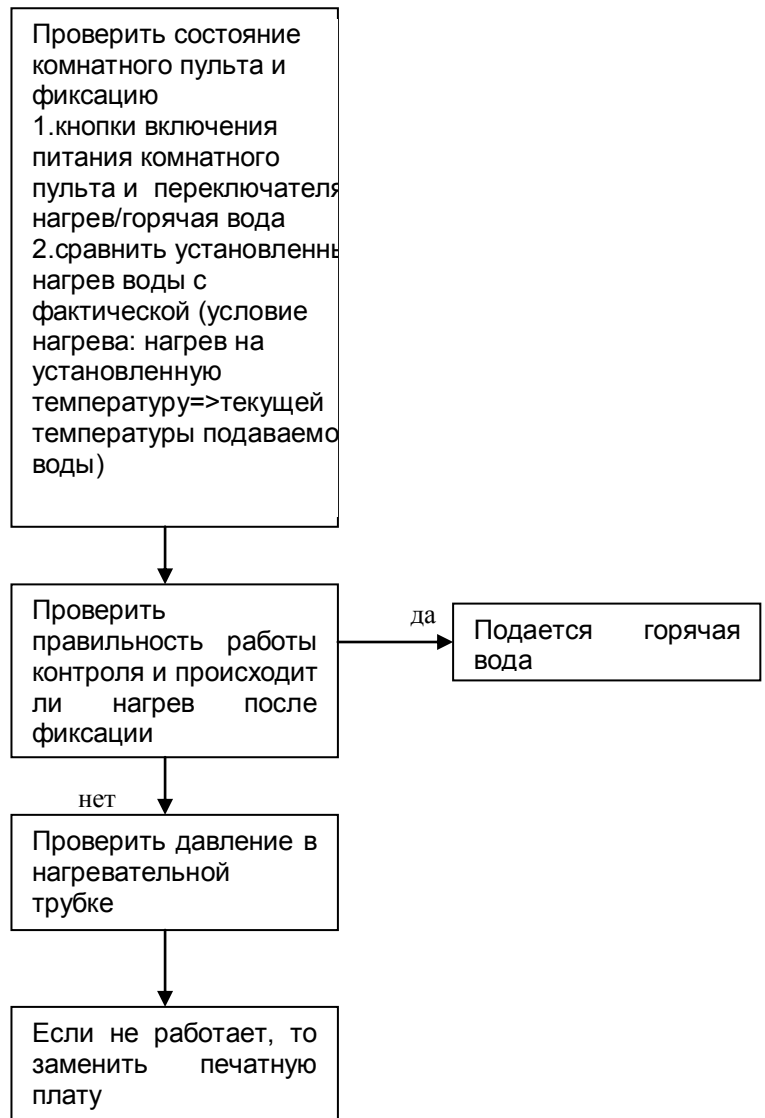 Проверить состояние
комнатного пульта и
фиксацию
1.кнопки включения
питания комнатного
пульта и переключателя
нагрев/горячая вода
2.сравнить установленны
нагрев воды с
фактической (условие
нагрева: нагрев на
установленную
температуру=>текущей
температуры подаваемо
воды)
Проверить
правильность работы
контроля и происходит
ли нагрев после
фиксации
да
Подается горячая
вода
нет
Проверить давление в
нагревательной
трубке
Если не работает, то
заменить печатную
плату